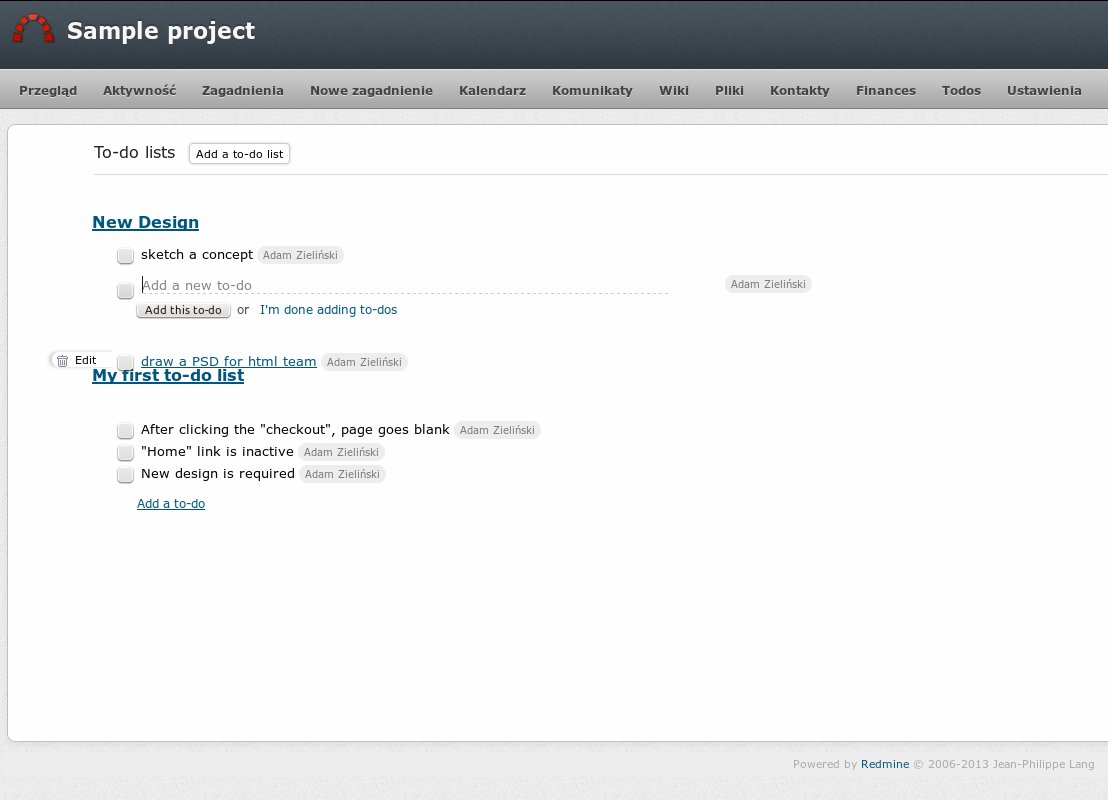 Sample project
Przegląd Aktywność Zagadnienia Nowe zagadnienie Kalendarz Komunikaty Wiki Pliki Kontakty Finances Todos Ustawienia
To-do lists Add a to-do list
New Design
sketch a concept Adam Zieliński
Add a new to-do Adam Zieliński
Add this to-do or I'm done adding to-dos
Edit draw a PSD for html team Adam Zieliński
My first to-do list
After clicking the "checkout", page goes blank Adam Zieliński
"Home" link is inactive Adam Zieliński
New design is required Adam Zieliński
Add a to-do
Powered by Redmine © 2006-2013 Jean-Philippe Lang